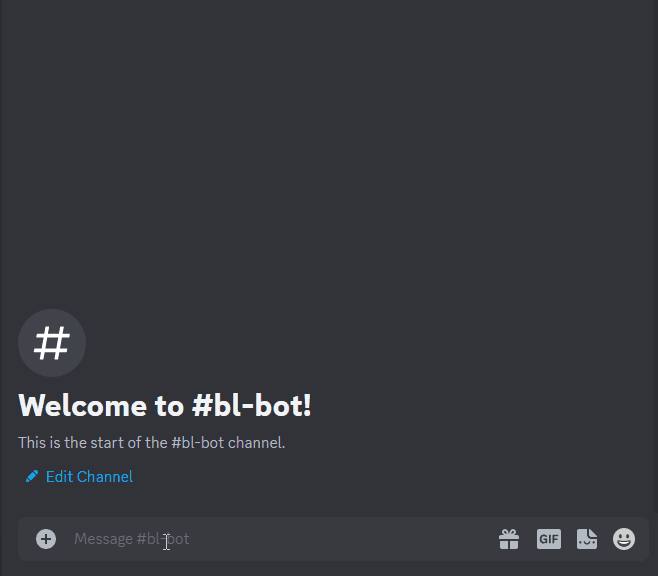 #
Welcome to #bl-bot!
This is the start of the #bl-bot channel.
Edit Channel
Message #bl-bot
GIF